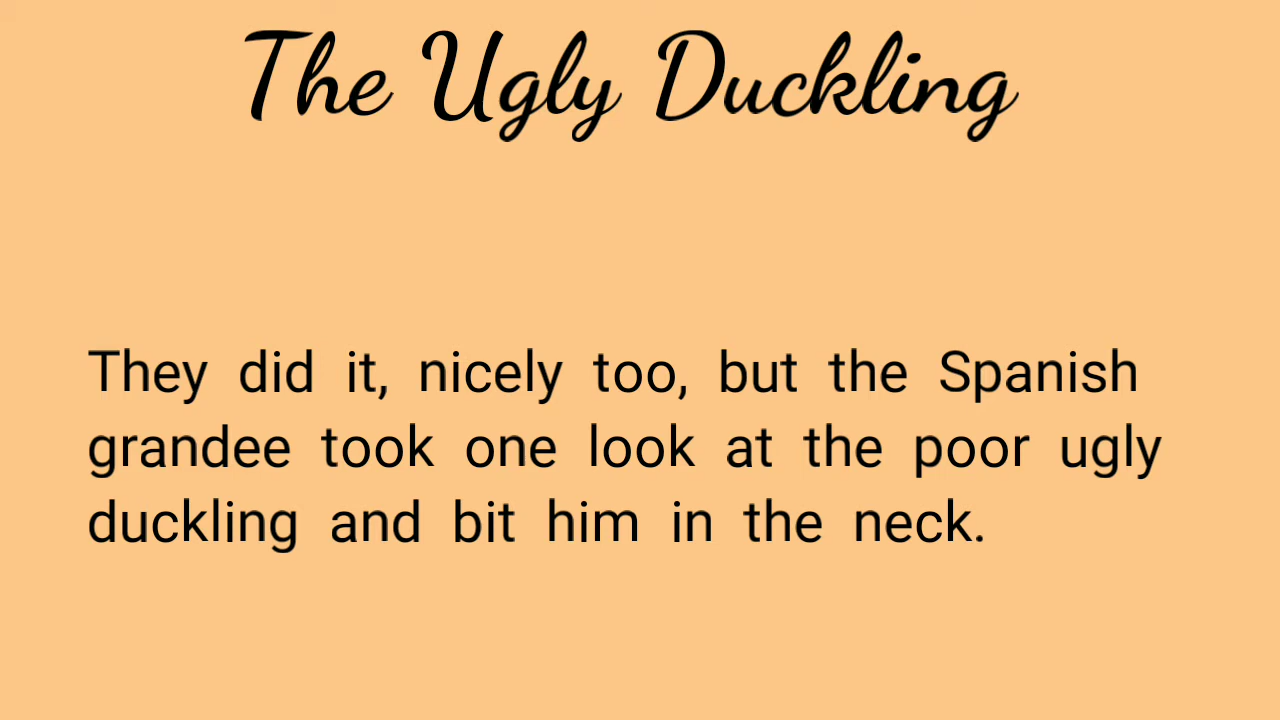 The Ugly Duckling
They did it, nicely too, but the Spanish
grandee took one look at the poor ugly
duckling and bit him in the neck.